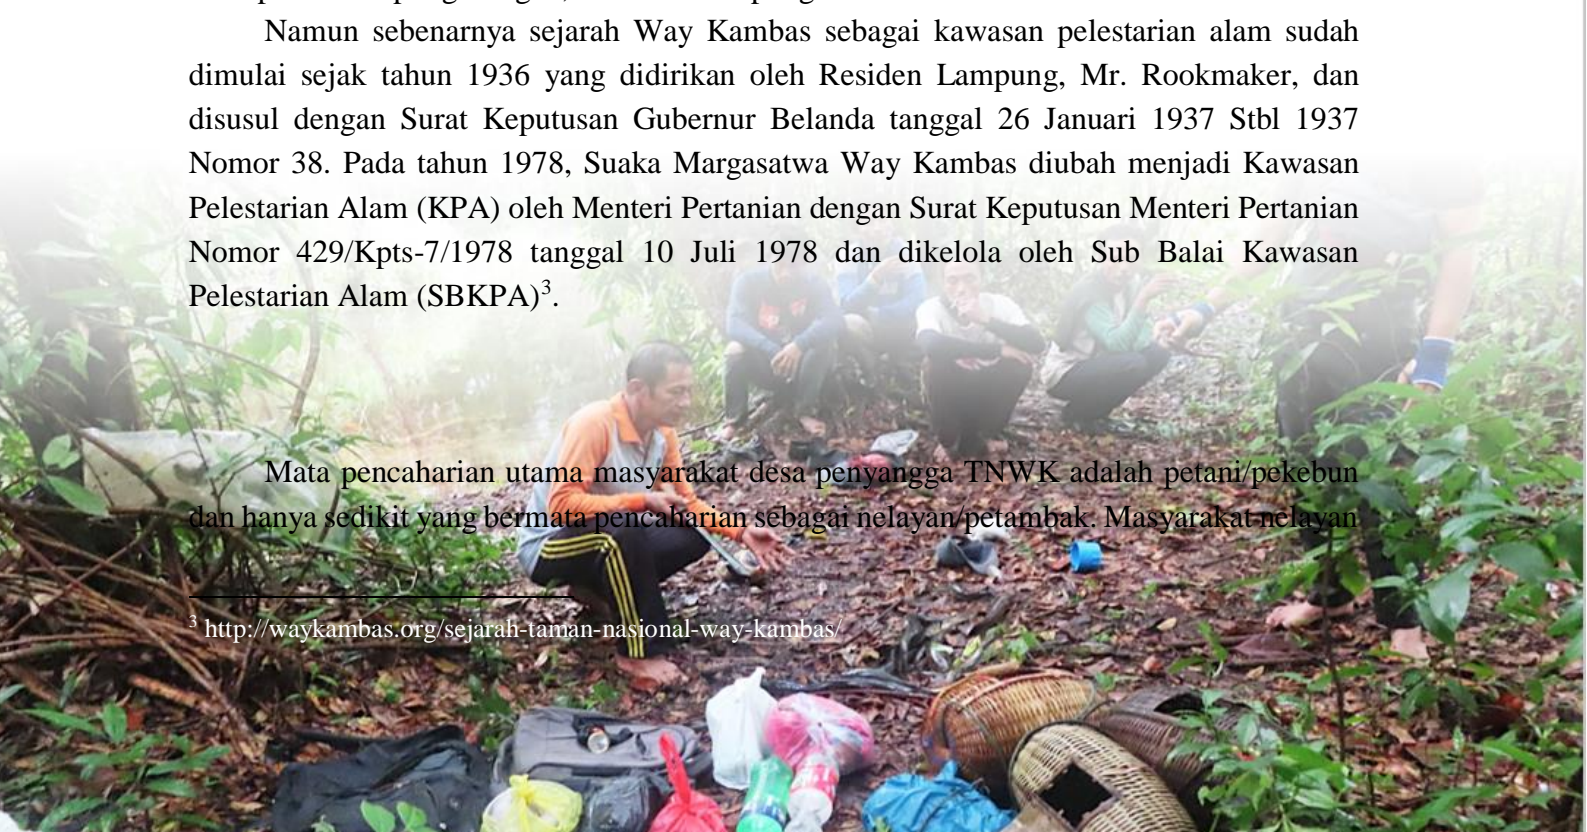 Namun sebenarnya sejarah Way Kambas sebagai kawasan pelestarian alam sudah
dimulai sejak tahun 1936 yang didirikan oleh Residen Lampung, Mr. Rookmaker, dan
disusul dengan Surat Keputusan Gubernur Belanda tanggal 26 Januari 1937 Stbl 1937
Nomor 38. Pada tahun 1978, Suaka Margasatwa Way Kambas diubah menjadi Kawasan
Pelestarian Alam (KPA) oleh Menteri Pertanian dengan Surat Keputusan Menteri Pertanian
Nomor 429/Kpts-7/1978 tanggal 10 Juli 1978 dan dikelola oleh Sub Balai Kawasan
Pelestarian Alam (SBKPA)3.
Mata pencaharian utama masyarakat desa penyangga TNWK adalah petani/pekebun
dan hanya sedikit yang bermata pencaharian sebagai nelayan/petambak. Masyarakat nelayan
3 http://waykambas.org/sejarah-taman-nasional-way-kambas/